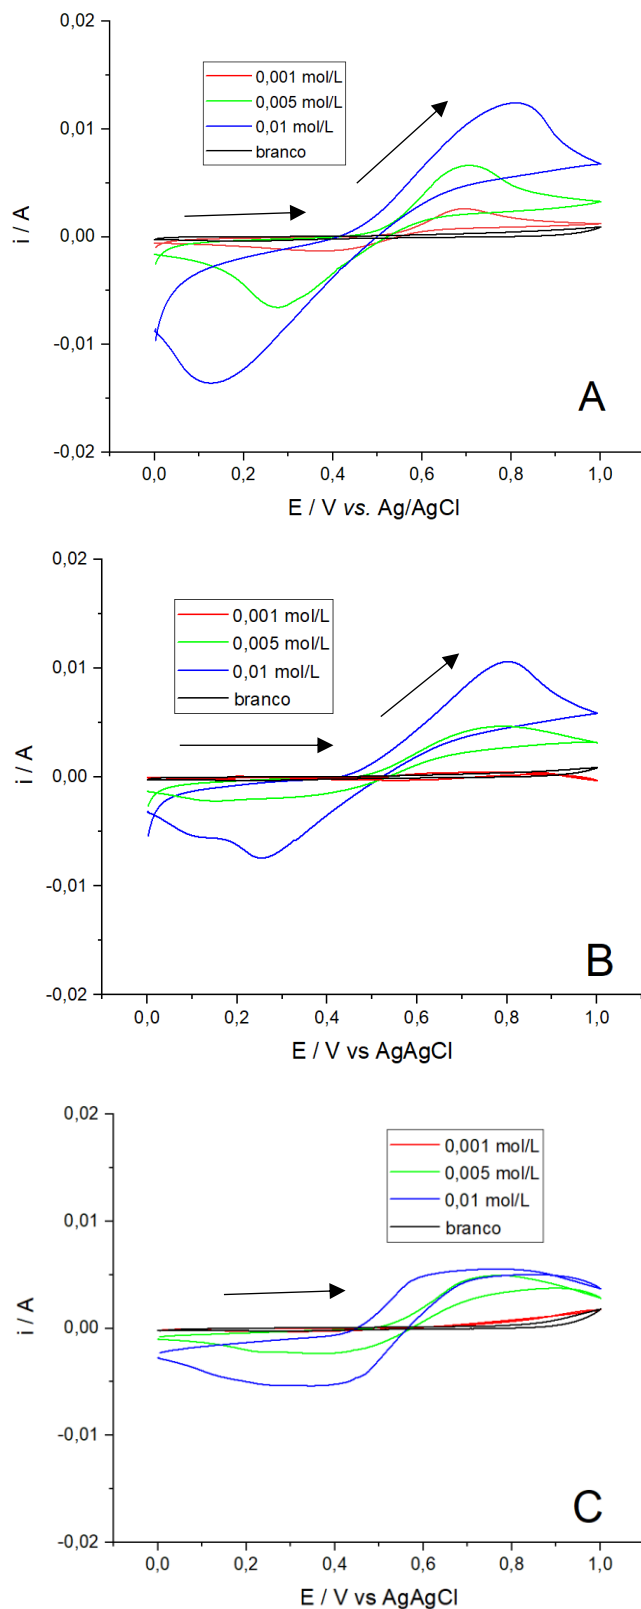 0,02
0,001 mol/L
0,005 mol/L
0,01 mol/L
branco
0,01
i / A
0,00
-0,01
A
-0,02
0,0 0,2 0,4 0,6 0,8 1,0
E / V vs. Ag/AgCl
0,02
0,001 mol/L
0,005 mol/L
0,01 mol/L
branco
0,01
i / A
0,00
-0,01
B
-0,02
0,0 0,2 0,4 0,6 0,8 1,0
E / V vs AgAgCl
0,02
0,001 mol/L
0,005 mol/L
0,01 mol/L
branco
0,01
i / A
0,00
-0,01
C
-0,02
0,0 0,2 0,4 0,6 0,8 1,0
E / V vs AgAgCl